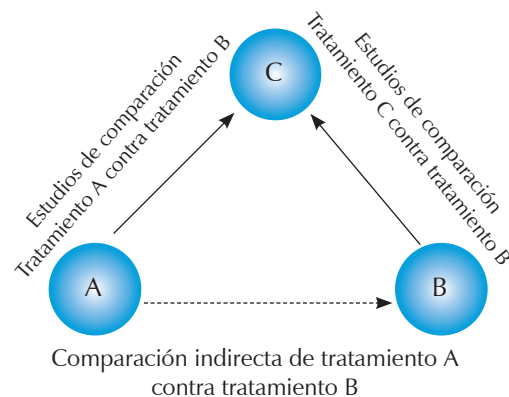 Estudios de comparación
Tratamiento A contra tratamiento B
C
Estudios de comparación
Tratamiento C contra tratamiento B
A
B
Comparación indirecta de tratamiento A
contra tratamiento B